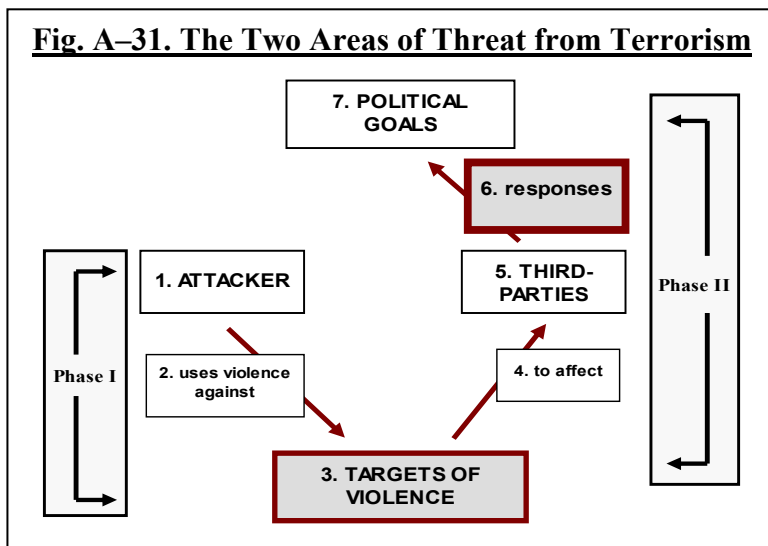 Fig. A–31. The Two Areas of Threat from Terrorism
7. POLITICAL
GOALS
6. responses
1. ATTACKER
5. THIRD-
PARTIES
Phase I
2. uses violence
against
4. to affect
Phase II
3. TARGETS OF
VIOLENCE